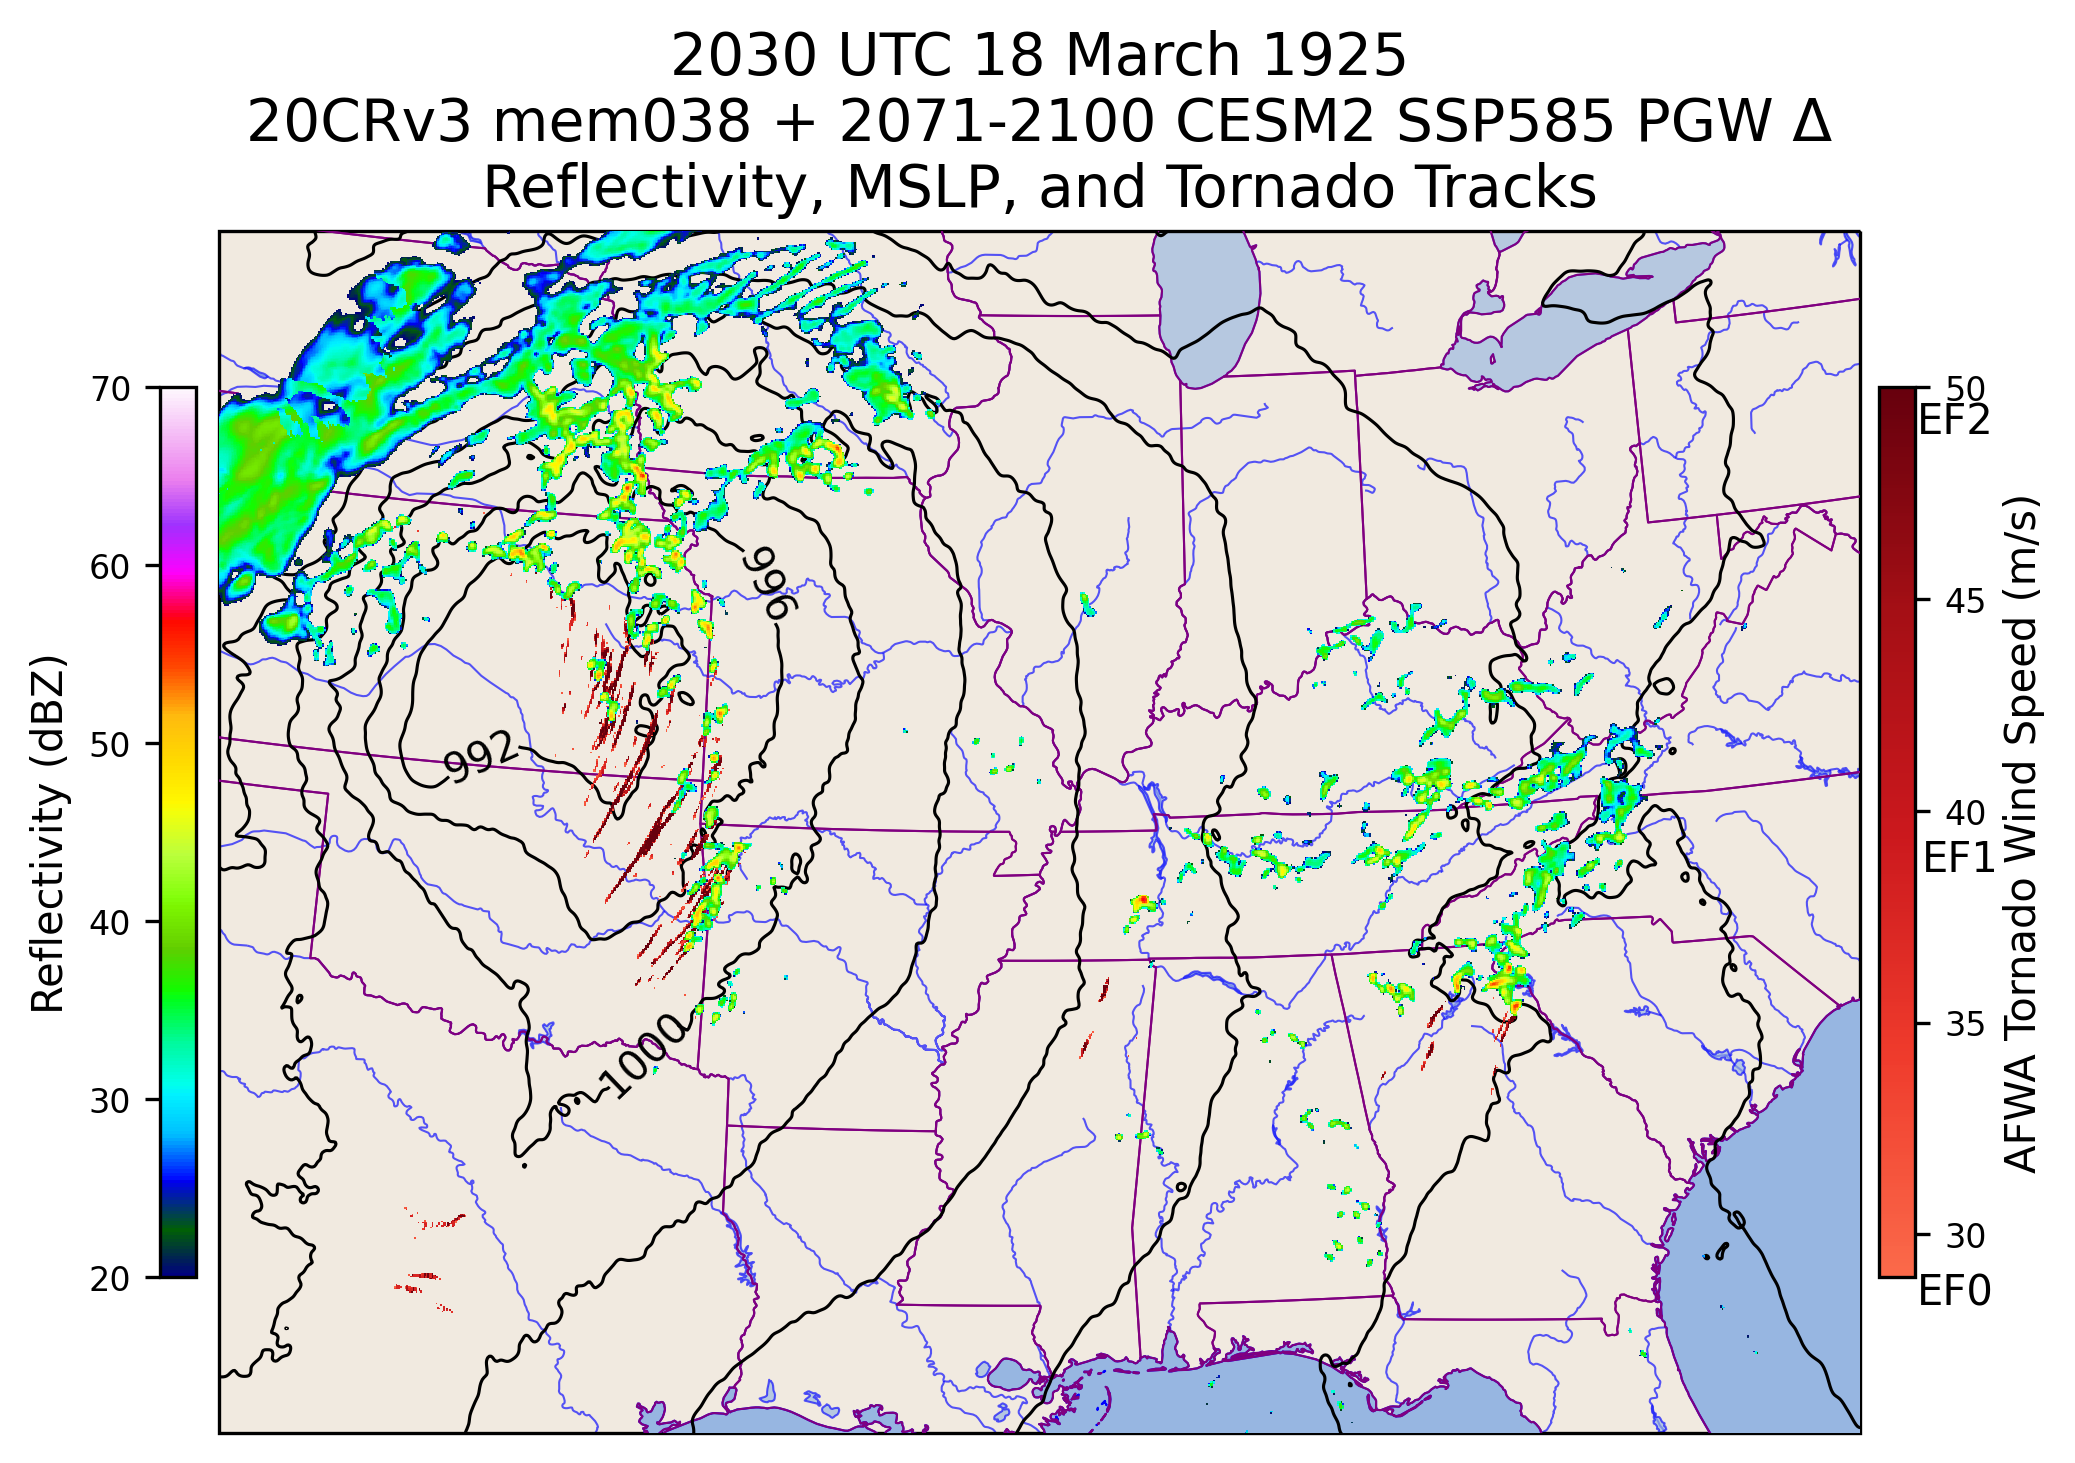 2030 UTC 18 March 1925
20CRv3 mem038 + 2071-2100 CESM2 SSP585 PGW Δ
Reflectivity, MSLP, and Tornado Tracks
70
60
50
40
30
20
Reflectivity (dBZ)
996
992
1000
50
EF2
45
40
EF1
35
30
EF0
AFWA Tornado Wind Speed (m/s)